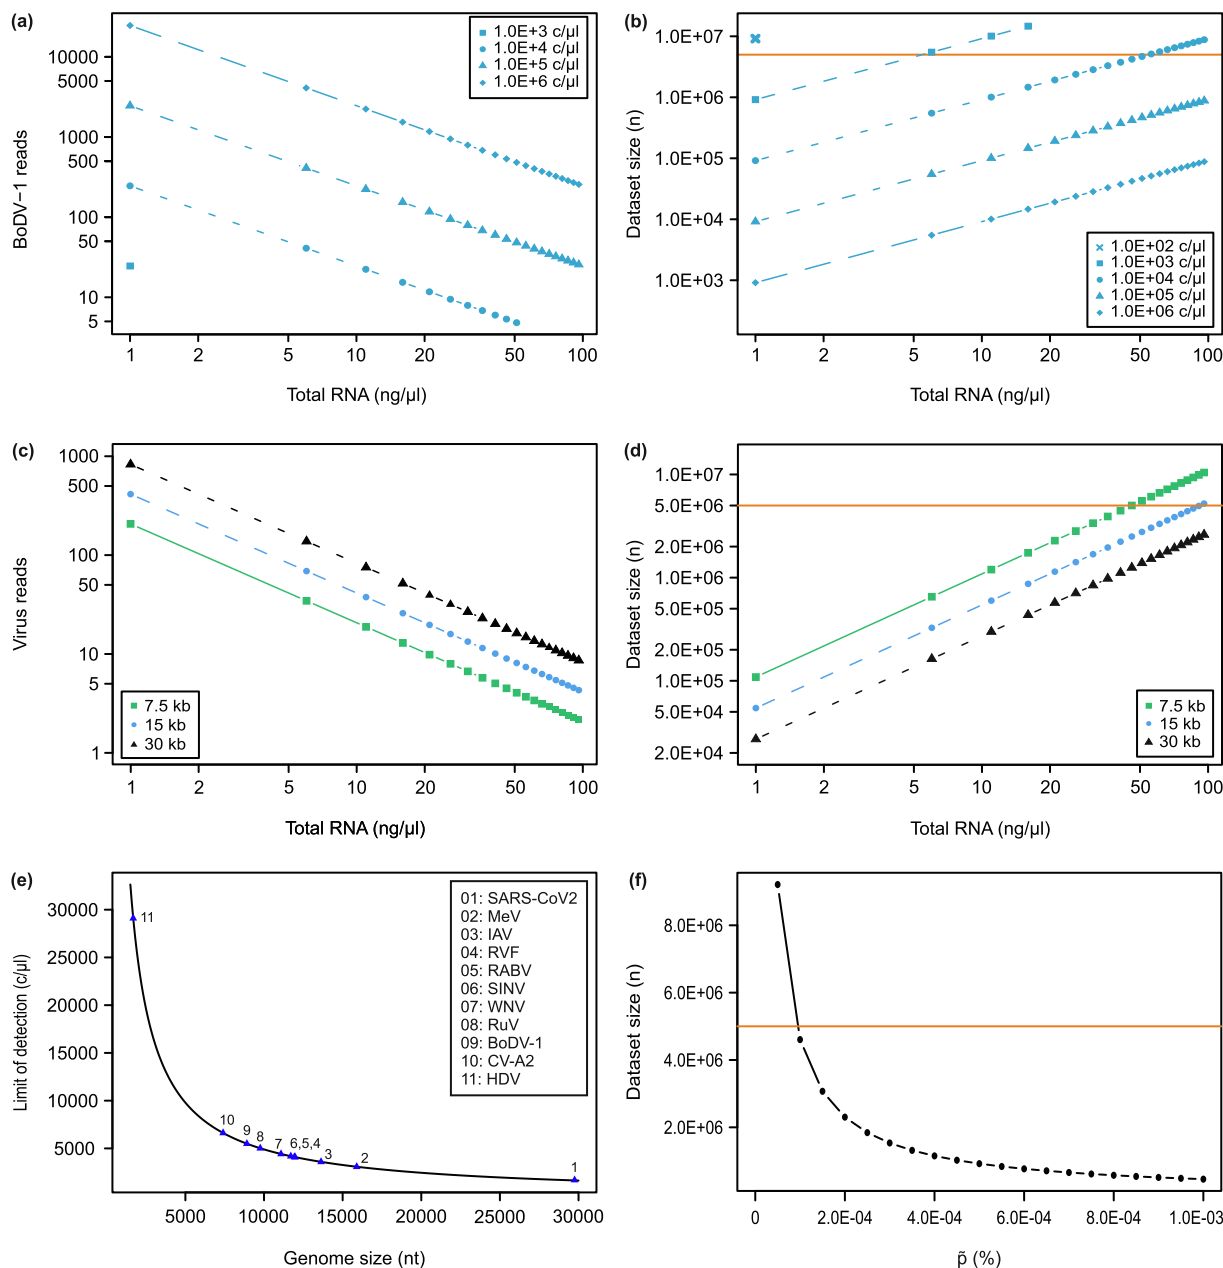 (a)
BoDV−1 reads
10000
5000
1000
500
100
50
10
5
1.0E+3 c/µl
1.0E+4 c/µl
1.0E+5 c/µl
1.0E+6 c/µl
1 2 5 10 20 50 100
Total RNA (ng/µl)
(b)
Dataset size (n)
1.0E+07
1.0E+06
1.0E+05
1.0E+04
1.0E+03
1.0E+02 c/µl
1.0E+03 c/µl
1.0E+04 c/µl
1.0E+05 c/µl
1.0E+06 c/µl
1 2 5 10 20 50 100
Total RNA (ng/µl)
(c)
Virus reads
1000
500
100
50
10
5
1
7.5 kb
15 kb
30 kb
1 2 5 10 20 50 100
Total RNA (ng/µl)
(d)
Dataset size (n)
1.0E+07
5.0E+06
2.0E+06
1.0E+06
5.0E+05
2.0E+05
1.0E+05
5.0E+04
2.0E+04
7.5 kb
15 kb
30 kb
1 2 5 10 20 50 100
Total RNA (ng/µl)
(e)
Limit of detection (c/µl)
30000
25000
20000
15000
10000
5000
11
10
9
8
7
6,5,4
3
2
1
01: SARS-CoV2
02: MeV
03: IAV
04: RVF
05: RABV
06: SINV
07: WNV
08: RuV
09: BoDV-1
10: CV-A2
11: HDV
5000 10000 15000 20000 25000 30000
Genome size (nt)
(f)
Dataset size (n)
8.0E+06
6.0E+06
4.0E+06
2.0E+06
0 2.0E-04 4.0E-04 6.0E-04 8.0E-04 1.0E-03
p̃ (%)